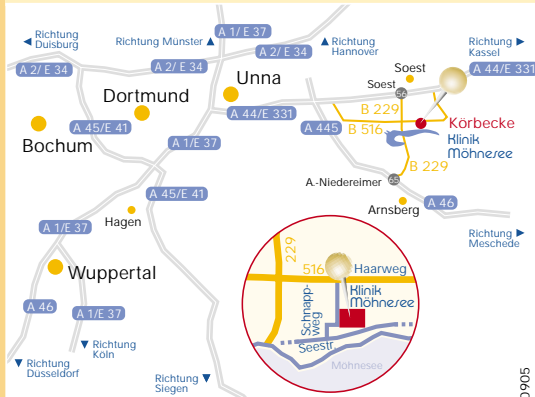 A 1/ E 37
Richtung
Duisburg
Richtung Münster
Richtung
Hannover
Richtung
Kassel
A 2/ E 34
A 2/ E 34
A 2/ E 34
A 44/E 331
Unna
Soest
Soest
56
Dortmund
B 229
A 45/E 41
A 44/E 331
A 445
B 516
Körbecke
Klinik
Möhnesee
Bochum
A 1/E 37
B 229
A.-Niedereimer
65
A 45/E 41
Arnsberg
A 46
Hagen
A 1/E 37
Richtung
Meschede
229
516
Haarweg
Wuppertal
Klinik
Möhnesee
Schnapp-
weg
A 46
A 1/E 37
Seestr.
Richtung
Köln
Möhnesee
Richtung
Düsseldorf
Richtung
Siegen
0905